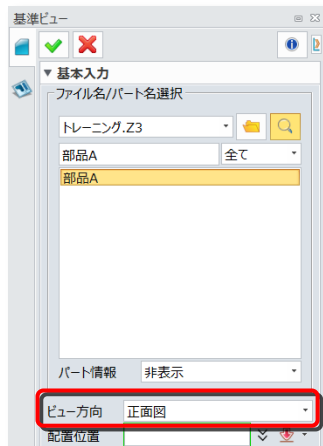 基準ビュー
▼ 基本入力
ファイル名/パート名選択
トレーニング.Z3
部品A 全て
部品A
パート情報 非表示
ビュー方向 正面図
配置位置